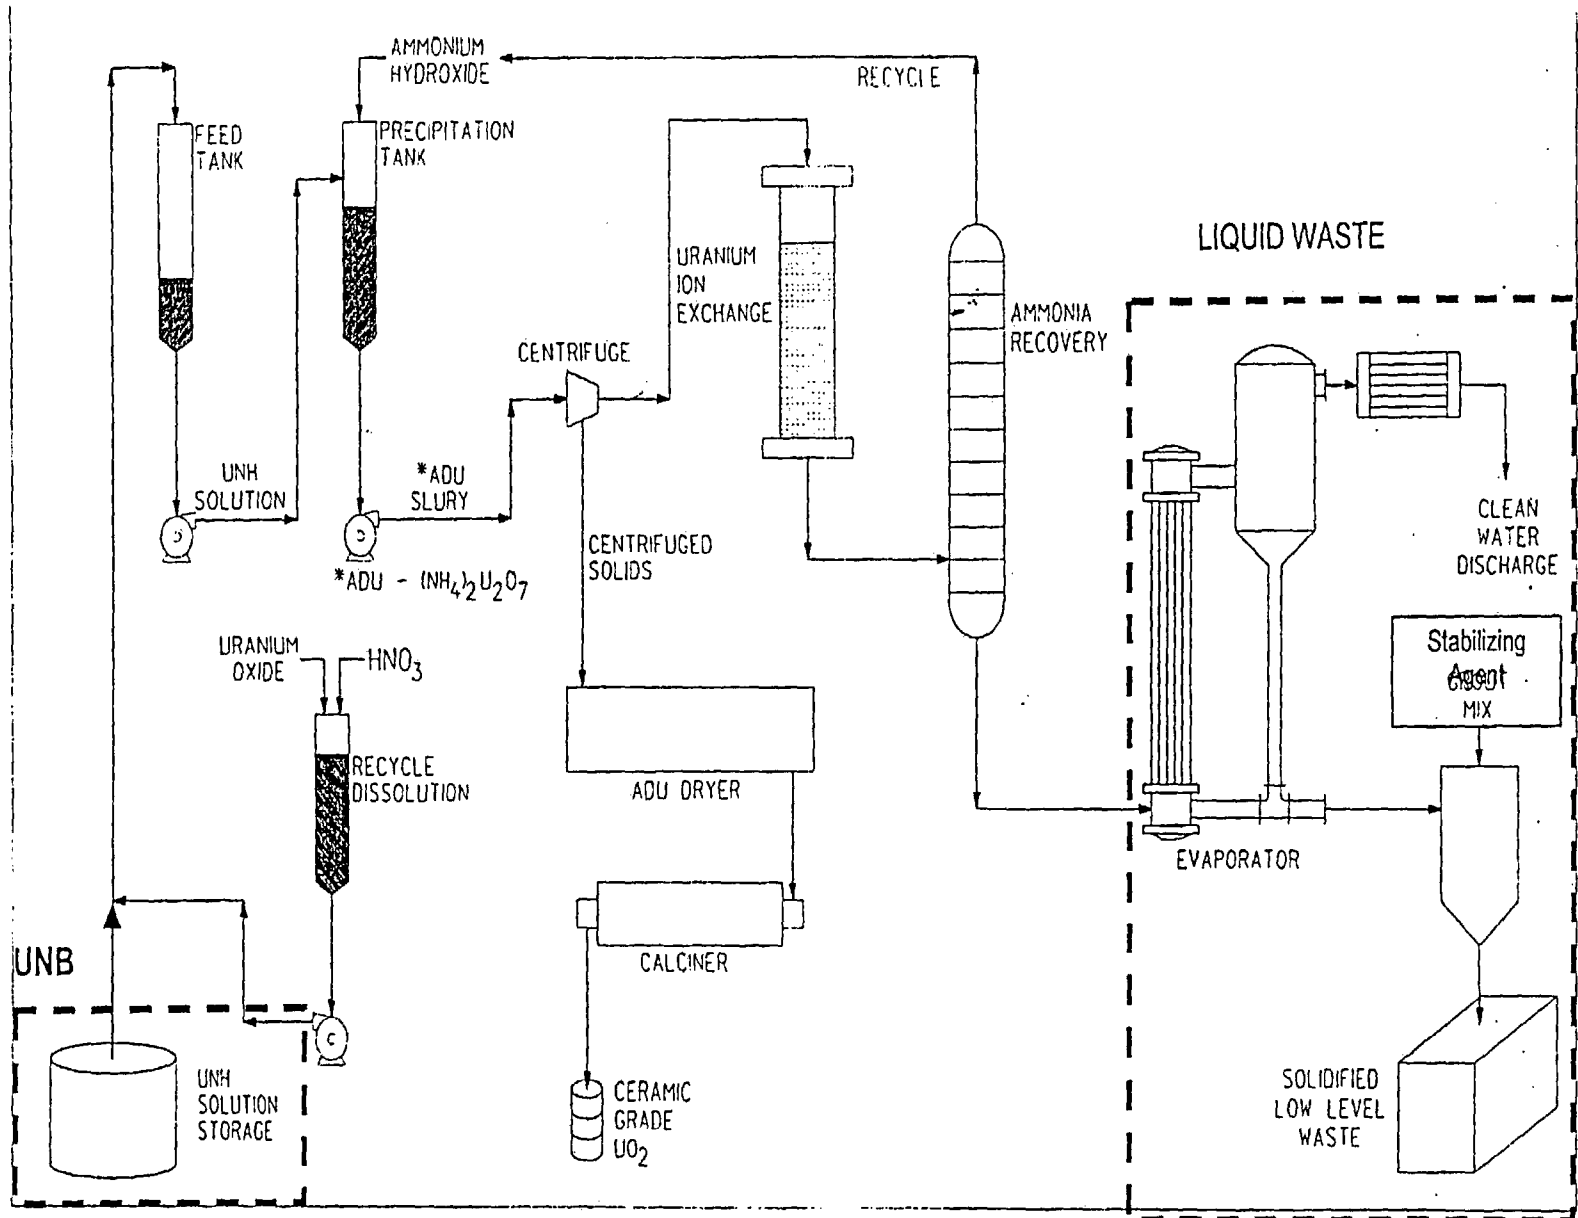 AMMONIUM
HYDROXIDE
RECYCLE
FEED
TANK
PRECIPITATION
TANK
URANIUM
ION
EXCHANGE
LIQUID WASTE
AMMONIA
RECOVERY
CENTRIFUGE
UNH
SOLUTION
*ADU
SLURY
CENTRIFUGED
SOLIDS
*ADU - (NH4)2U2O7
CLEAN
WATER
DISCHARGE
URANIUM
OXIDE
HNO3
RECYCLE
DISSOLUTION
ADU DRYER
Stabilizing
Agent
MIX
EVAPORATOR
CALCINER
UNB
C
UNH
SOLUTION
STORAGE
CERAMIC
GRADE
UO2
SOLIDIFIED
LOW LEVEL
WASTE